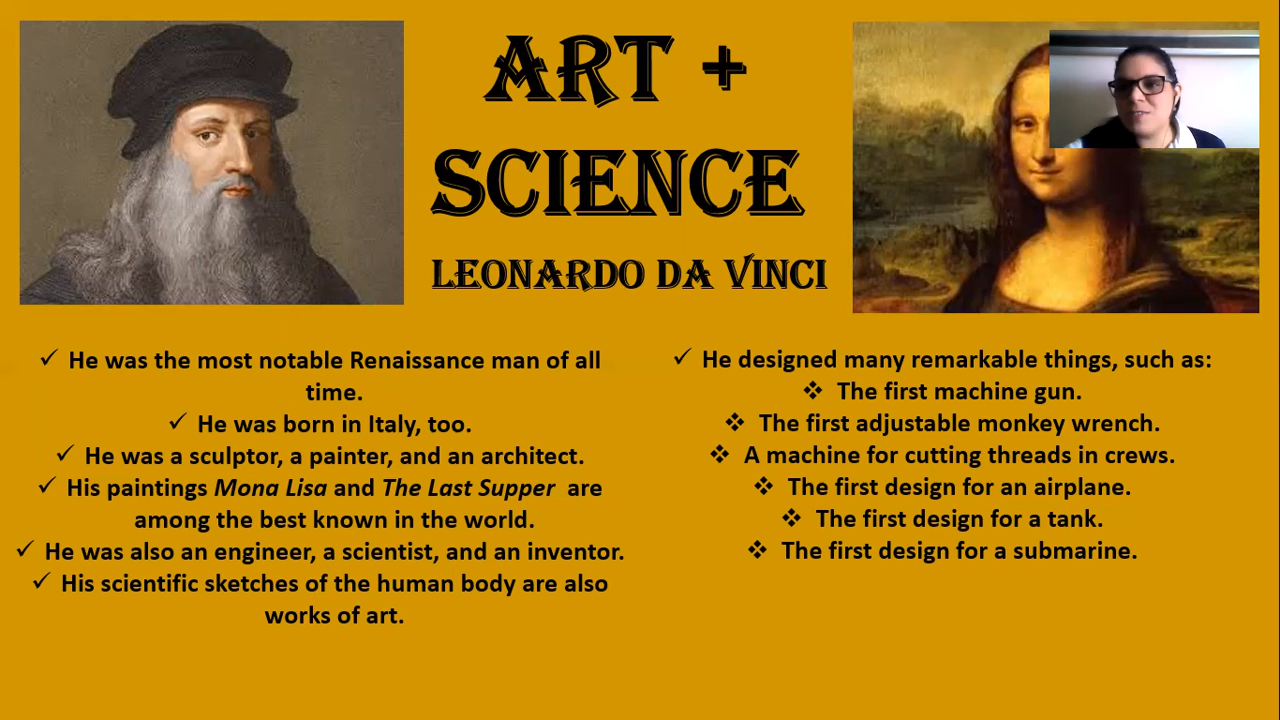 ART +
SCIENCE
LEONARDO DA VINCI
✓ He was the most notable Renaissance man of all
time.
✓ He was born in Italy, too.
✓ He was a sculptor, a painter, and an architect.
✓ His paintings Mona Lisa and The Last Supper are
among the best known in the world.
✓ He was also an engineer, a scientist, and an inventor.
✓ His scientific sketches of the human body are also
works of art.
✓ He designed many remarkable things, such as:
❖ The first machine gun.
❖ The first adjustable monkey wrench.
❖ A machine for cutting threads in crews.
❖ The first design for an airplane.
❖ The first design for a tank.
❖ The first design for a submarine.